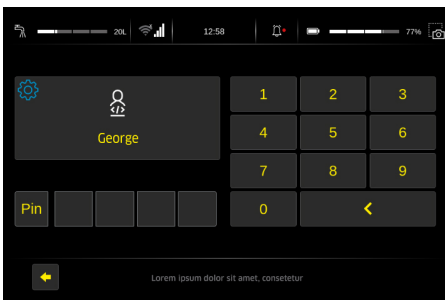 20L 12:58 77%
George
1 2 3
4 5 6
7 8 9
Pin 0
Lorem ipsum dolor sit amet, consetetur